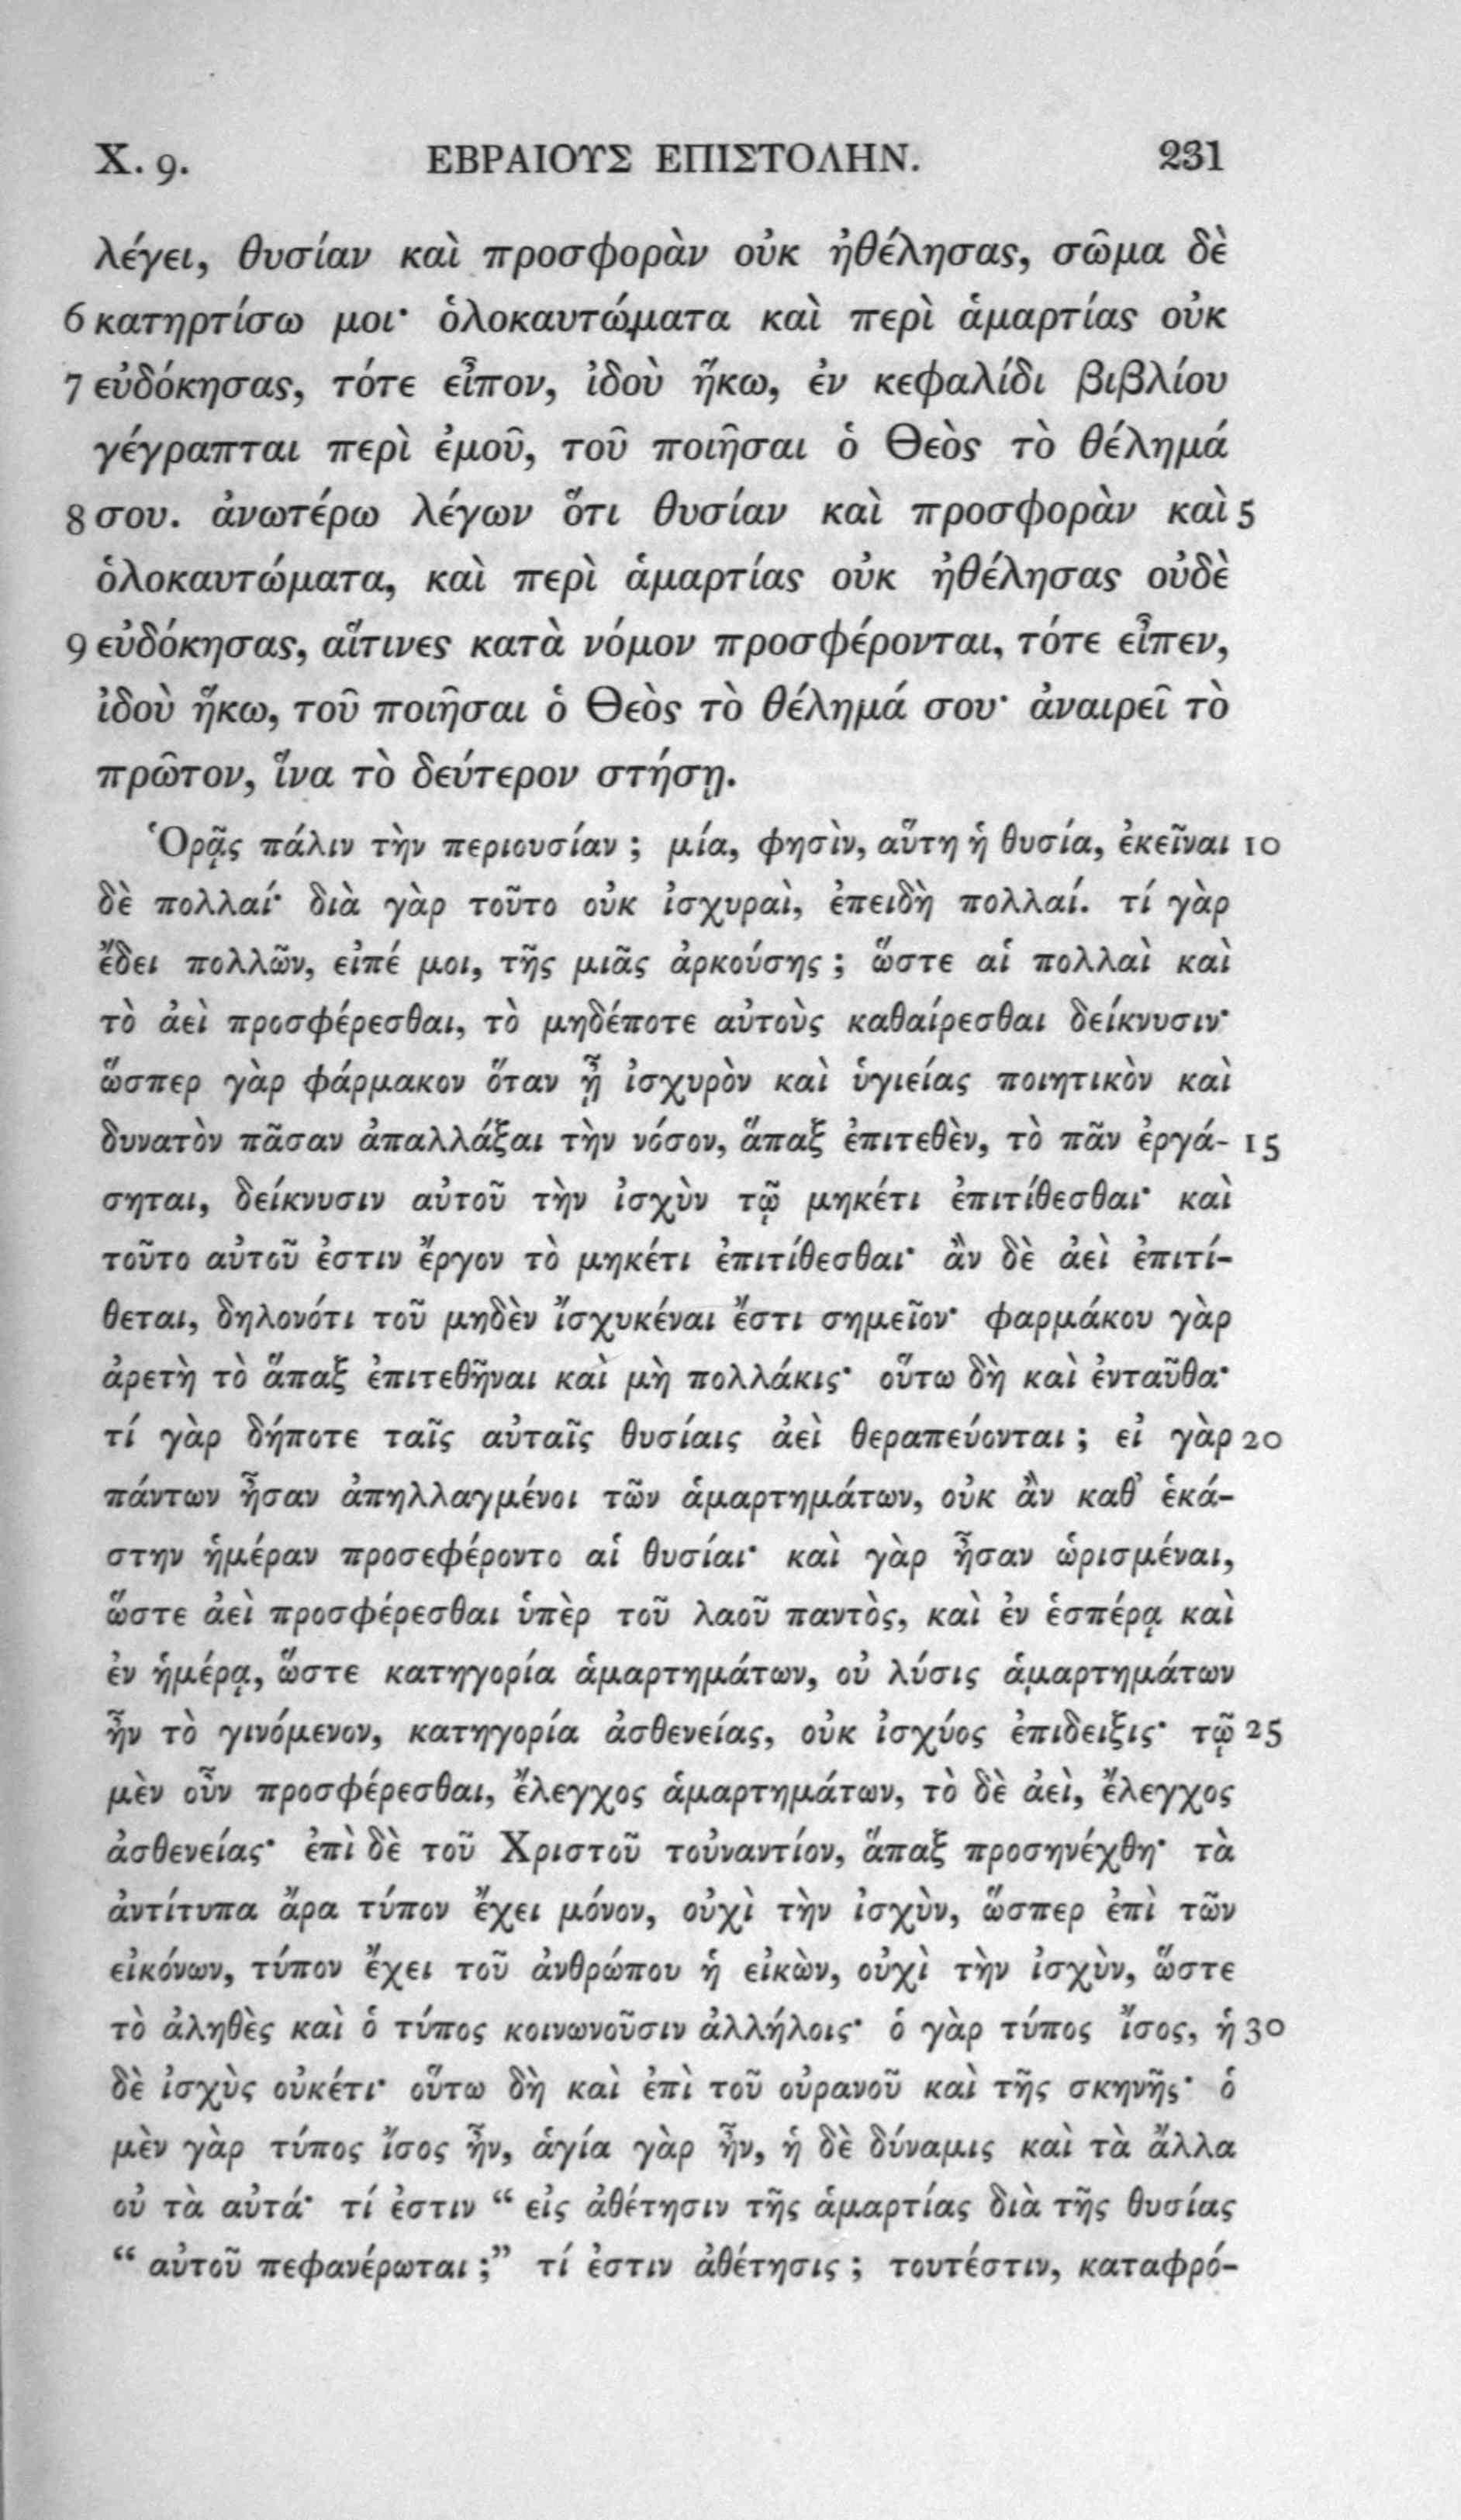 X. 9. ΕΒΡΑΙΟΥΣ ΕΠΙΣΤΟΛΗΝ. 231
λέγει, θυσίαν καὶ προσφορὰν οὐκ ἠθέλησας, σῶμα δὲ
6 κατηρτίσω μοι· ὁλοκαυτώματα καὶ περὶ ἁμαρτίας οὐκ
7 εὐδόκησας, τότε εἶπον, ἰδοὺ ἥκω, ἐν κεφαλίδι βιβλίου
γέγραπται περὶ ἐμοῦ, τοῦ ποιῆσαι ὁ Θεὸς τὸ θέλημά
8 σου. ἀνωτέρω λέγων ὅτι θυσίαν καὶ προσφορὰν καὶ 5
ὁλοκαυτώματα, καὶ περὶ ἁμαρτίας οὐκ ἠθέλησας οὐδὲ
9 εὐδόκησας, αἵτινες κατὰ νόμον προσφέρονται, τότε εἶπεν,
ἰδοὺ ἥκω, τοῦ ποιῆσαι ὁ Θεὸς τὸ θέλημά σου· ἀναιρεῖ τὸ
πρῶτον, ἵνα τὸ δεύτερον στήσῃ.
Ὁρᾷς πάλιν τὴν περιουσίαν ; μία, φησὶν, αὕτη ἡ θυσία, ἐκεῖναι 10
δὲ πολλαί· διὰ γὰρ τοῦτο οὐκ ἰσχυραὶ, ἐπειδὴ πολλαί. τί γὰρ
ἔδει πολλῶν, εἰπέ μοι, τῆς μιᾶς ἀρκούσης ; ὥστε αἱ πολλαὶ καὶ
τὸ ἀεὶ προσφέρεσθαι, τὸ μηδέποτε αὐτοὺς καθαίρεσθαι δείκνυσιν·
ὥσπερ γὰρ φάρμακον ὅταν ᾖ ἰσχυρὸν καὶ ὑγιείας ποιητικὸν καὶ
δυνατὸν πᾶσαν ἀπαλλάξαι τὴν νόσον, ἅπαξ ἐπιτεθὲν, τὸ πᾶν ἐργά- 15
σηται, δείκνυσιν αὐτοῦ τὴν ἰσχὺν τῷ μηκέτι ἐπιτίθεσθαι· καὶ
τοῦτο αὐτοῦ ἐστιν ἔργον τὸ μηκέτι ἐπιτίθεσθαι· ἂν δὲ ἀεὶ ἐπιτί-
θεται, δηλονότι τοῦ μηδὲν ἴσχυκέναι ἔστι σημεῖον· φαρμάκου γὰρ
ἀρετὴ τὸ ἅπαξ ἐπιτεθῆναι καὶ μὴ πολλάκις· οὕτω δὴ καὶ ἐνταῦθα·
τί γὰρ δήποτε ταῖς αὐταῖς θυσίαις ἀεὶ θεραπεύονται ; εἰ γὰρ 20
πάντων ἦσαν ἀπηλλαγμένοι τῶν ἁμαρτημάτων, οὐκ ἂν καθ᾽ ἑκά-
στην ἡμέραν προσεφέροντο αἱ θυσίαι· καὶ γὰρ ἦσαν ὡρισμέναι,
ὥστε ἀεὶ προσφέρεσθαι ὑπὲρ τοῦ λαοῦ παντὸς, καὶ ἐν ἑσπέρᾳ καὶ
ἐν ἡμέρᾳ, ὥστε κατηγορία ἁμαρτημάτων, οὐ λύσις ἁμαρτημάτων
ἦν τὸ γινόμενον, κατηγορία ἀσθενείας, οὐκ ἰσχύος ἐπιδειξις· τῷ 25
μὲν οὖν προσφέρεσθαι, ἔλεγχος ἁμαρτημάτων, τὸ δὲ ἀεὶ, ἔλεγχος
ἀσθενείας· ἐπὶ δὲ τοῦ Χριστοῦ τοὐναντίον, ἅπαξ προσηνέχθη· τὰ
ἀντίτυπα ἄρα τύπον ἔχει μόνον, οὐχὶ τὴν ἰσχὺν, ὥσπερ ἐπὶ τῶν
εἰκόνων, τύπον ἔχει τοῦ ἀνθρώπου ἡ εἰκὼν, οὐχὶ τὴν ἰσχὺν, ὥστε
τὸ ἀληθὲς καὶ ὁ τύπος κοινωνοῦσιν ἀλλήλοις· ὁ γὰρ τύπος ἴσος, ἡ 30
δὲ ἰσχὺς οὐκέτι· οὕτω δὴ καὶ ἐπὶ τοῦ οὐρανοῦ καὶ τῆς σκηνῆς· ὁ
μὲν γὰρ τύπος ἴσος ἦν, ἁγία γὰρ ἦν, ἡ δὲ δύναμις καὶ τὰ ἄλλα
οὐ τὰ αὐτά· τί ἐστιν “ εἰς ἀθέτησιν τῆς ἁμαρτίας διὰ τῆς θυσίας
“ αὐτοῦ πεφανέρωται ;” τί ἐστιν ἀθέτησις ; τουτέστιν, καταφρό-